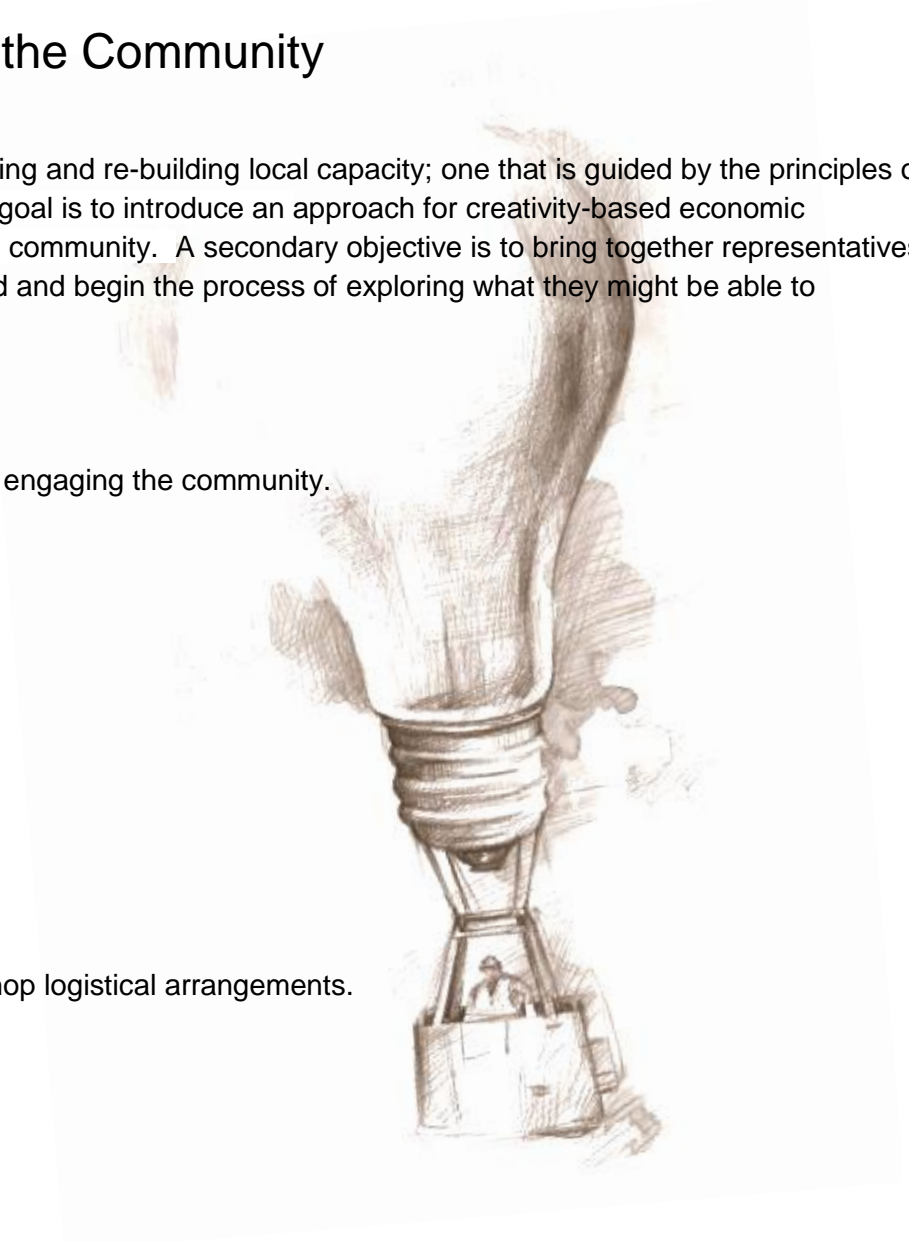 the Community
ing and re-building local capacity; one that is guided by the principles
goal is to introduce an approach for creativity-based economic
community. A secondary objective is to bring together representatives
and begin the process of exploring what they might be able to
engaging the community.
logistical arrangements.